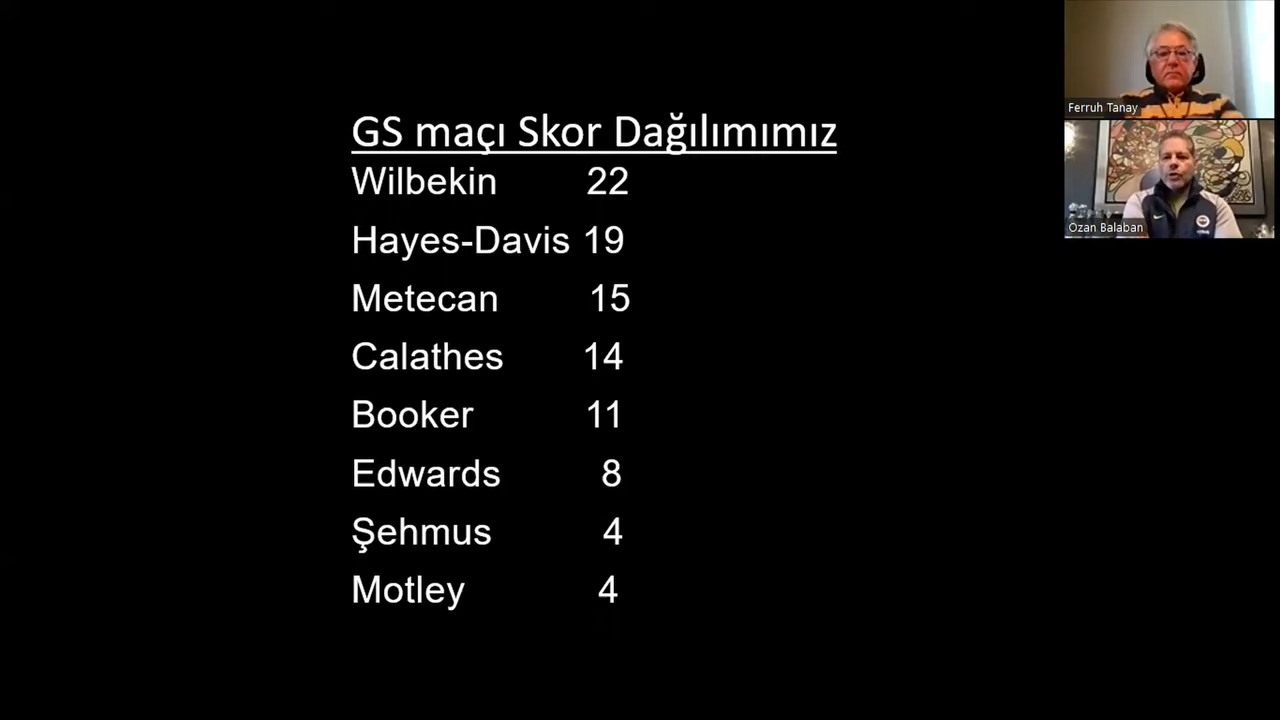 GS maçı Skor Dağılımımız
Wilbekin 22
Hayes-Davis 19
Metecan 15
Calathes 14
Booker 11
Edwards 8
Şehmus 4
Motley 4
Ferruh Tanay
Ozan Balaban